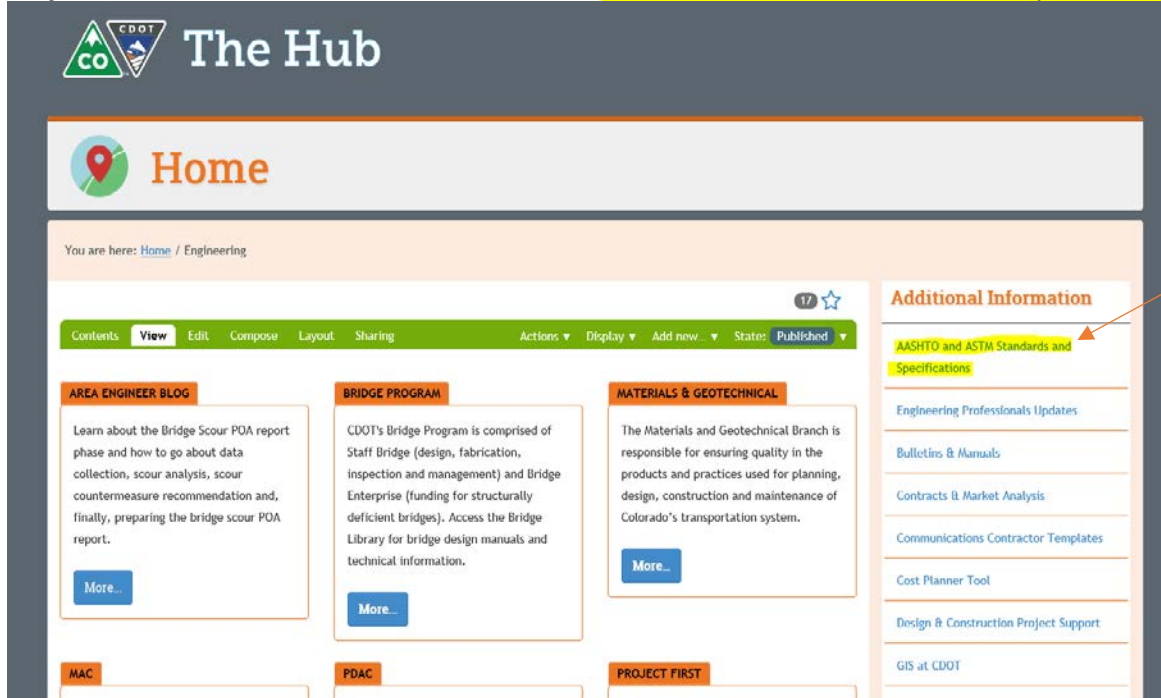 CDOT
CO
The Hub
Home
You are here: Home / Engineering
17
Contents View Edit Compose Layout Sharing Actions ▾ Display ▾ Add new... ▾ State: Published ▾
AREA ENGINEER BLOG
Learn about the Bridge Scour POA report
phase and how to go about data
collection, scour analysis, scour
countermeasure recommendation and,
finally, preparing the bridge scour POA
report.
More...
BRIDGE PROGRAM
CDOT's Bridge Program is comprised of
Staff Bridge (design, fabrication,
inspection and management) and Bridge
Enterprise (funding for structurally
deficient bridges). Access the Bridge
Library for bridge design manuals and
technical information.
More...
MATERIALS & GEOTECHNICAL
The Materials and Geotechnical Branch is
responsible for ensuring quality in the
products and practices used for planning,
design, construction and maintenance of
Colorado's transportation system.
More...
MAC
PDAC
PROJECT FIRST
Additional Information
AASHTO and ASTM Standards and
Specifications
Engineering Professionals Updates
Bulletins & Manuals
Contracts & Market Analysis
Communications Contractor Templates
Cost Planner Tool
Design & Construction Project Support
GIS at CDOT